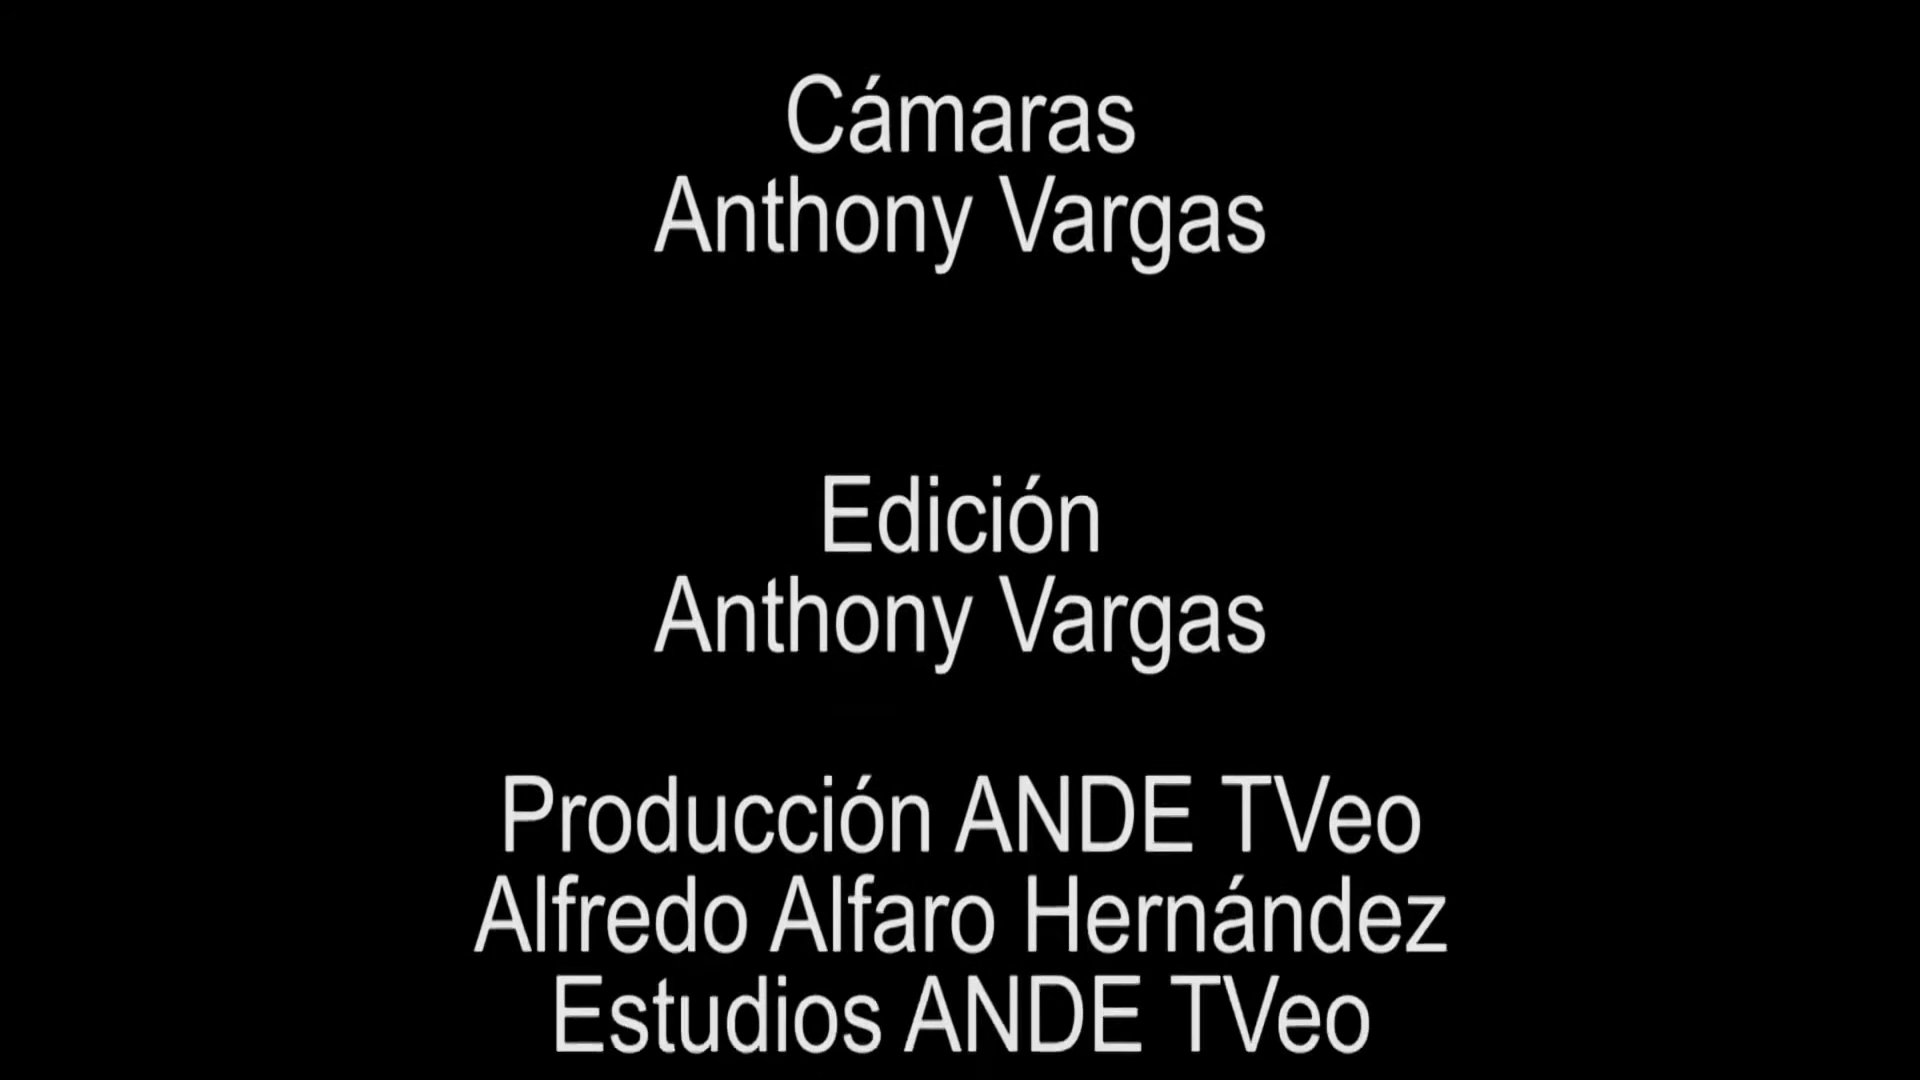 Cámaras
Anthony Vargas
Edición
Anthony Vargas
Producción ANDE TVeo
Alfredo Alfaro Hernández
Estudios ANDE TVeo